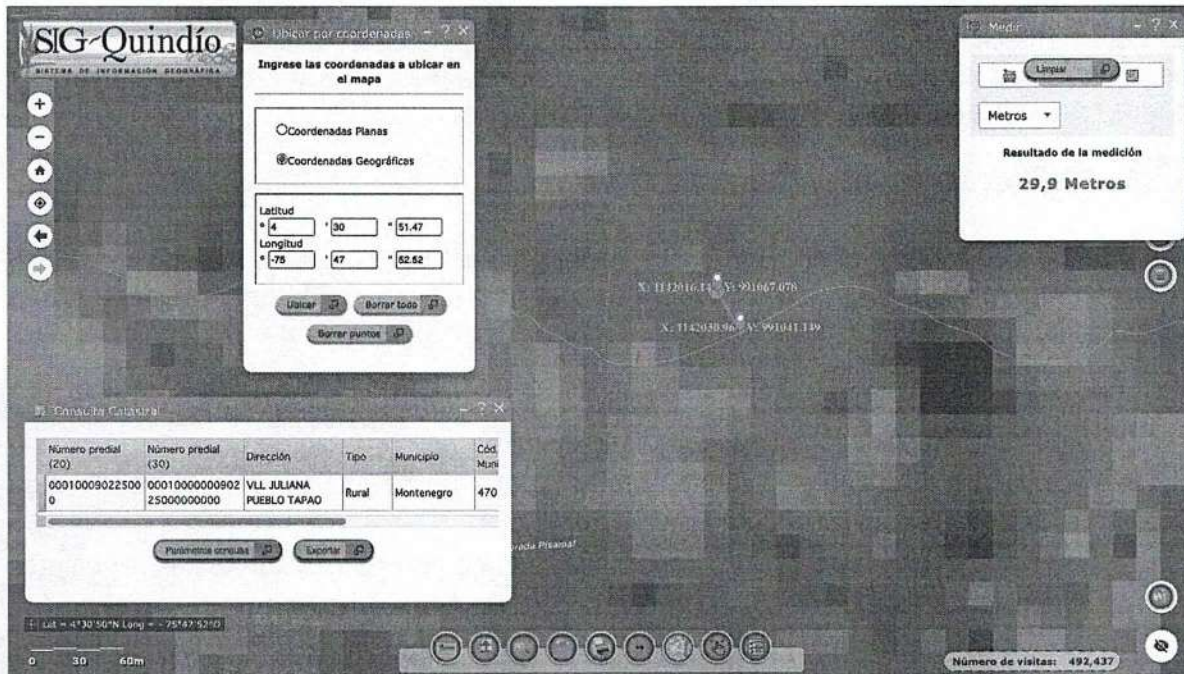 SIG-Quindío
SISTEMA DE INFORMACIÓN GEOGRÁFICA
Ubicar por coordenadas
Ingrese las coordenadas a ubicar en
el mapa
Coordenadas Planas
Coordenadas Geográficas
Latitud
° 4 ' 30 " 51.47
Longitud
° -75 ' 47 " 52.52
Ubicar
Borrar todo
Borrar puntos
Medir
Limpiar
Metros
Resultado de la medición
29,9 Metros
X: 1142016.14 Y: 991067.078
X: 1142030.96 Y: 991041.149
Consulta Catastral
Número predial (20) Número predial (30) Dirección Tipo Municipio Cód. Muni
000100090225000 000100000009022500000000 VLL JULIANA PUEBLO TAPAO Rural Montenegro 470
Parámetros consulta
Exportar
Lat = 4°30'50"N Long = - 75°47'52"O
0 30 60m
Número de visitas: 492,437